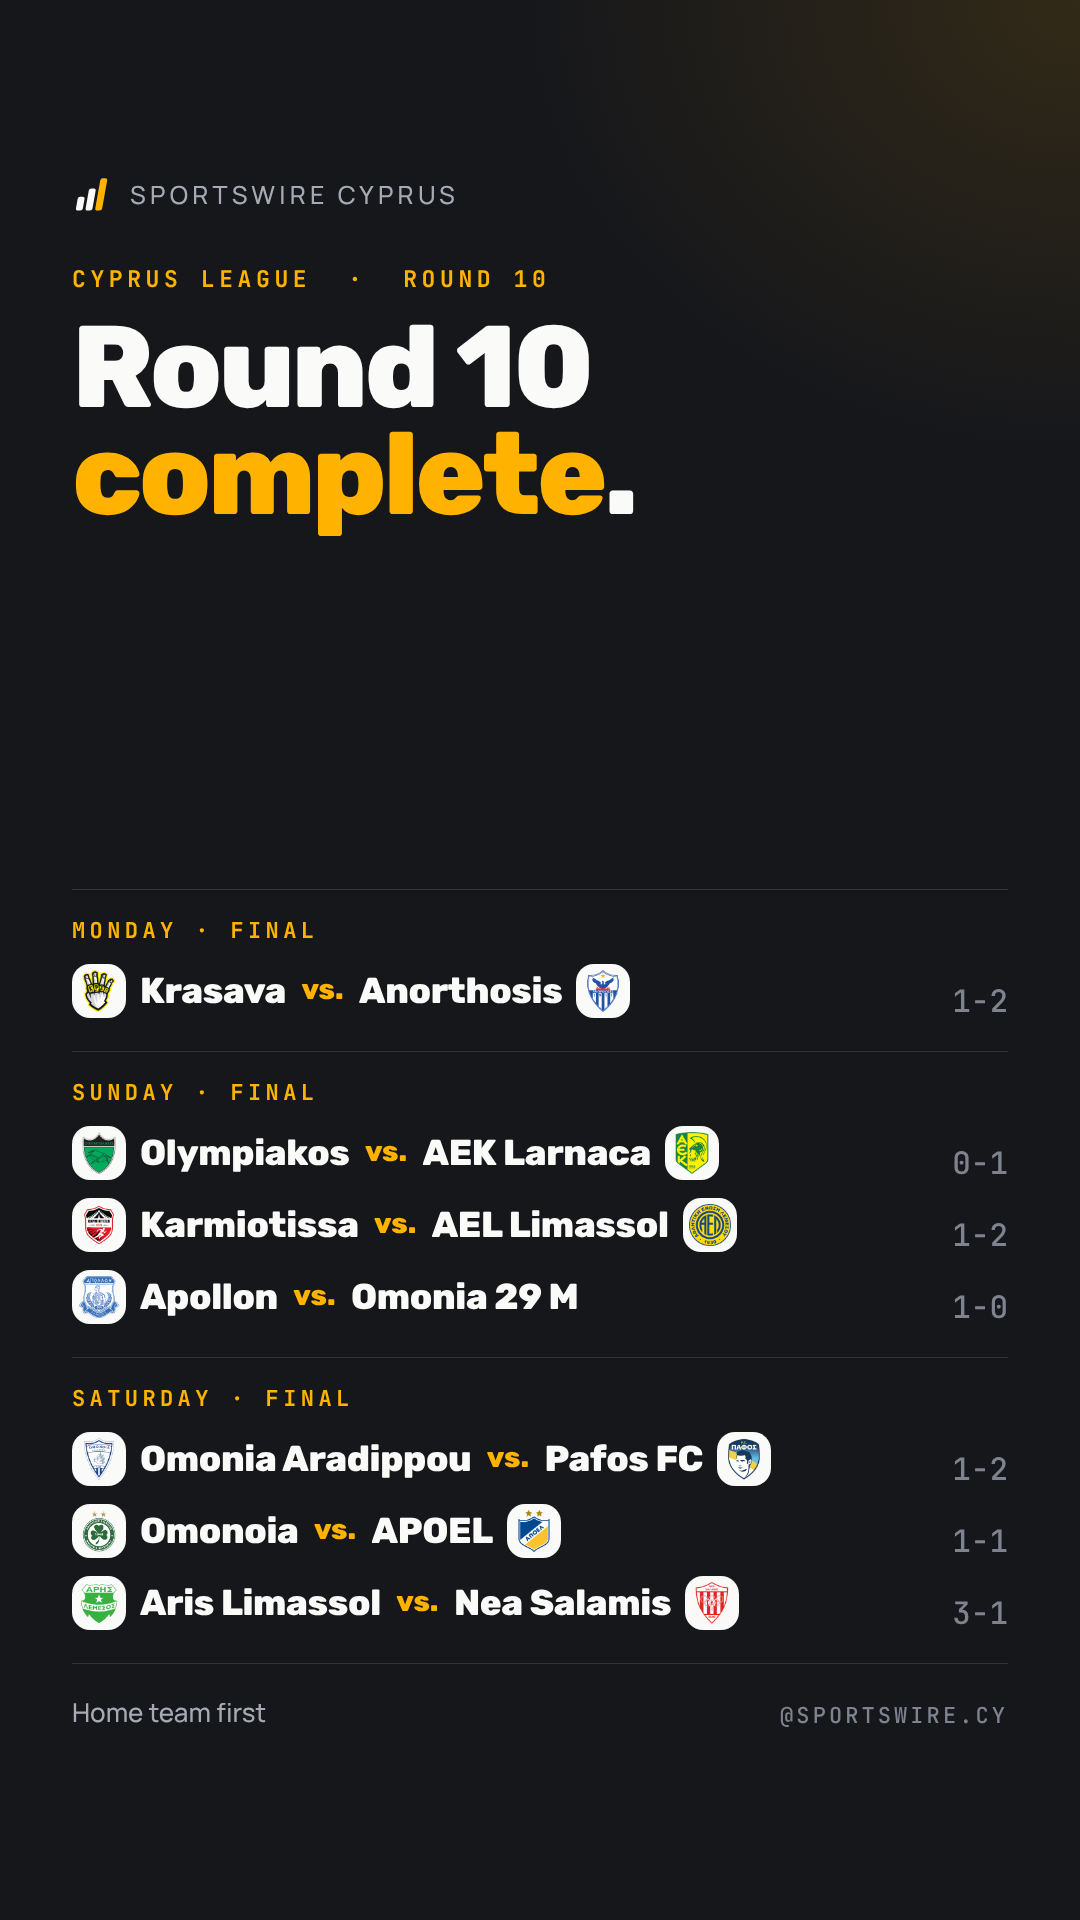 SPORTSWIRE CYPRUS
CYPRUS LEAGUE · ROUND 10
Round 10
complete.
MONDAY · FINAL
Krasava vs. Anorthosis 1-2
SUNDAY · FINAL
Olympiakos vs. AEK Larnaca 0-1
Karmiotissa vs. AEL Limassol 1-2
Apollon vs. Omonia 29 M 1-0
SATURDAY · FINAL
Omonia Aradippou vs. Pafos FC 1-2
Omonoia vs. APOEL 1-1
Aris Limassol vs. Nea Salamis 3-1
Home team first @SPORTSWIRE.CY